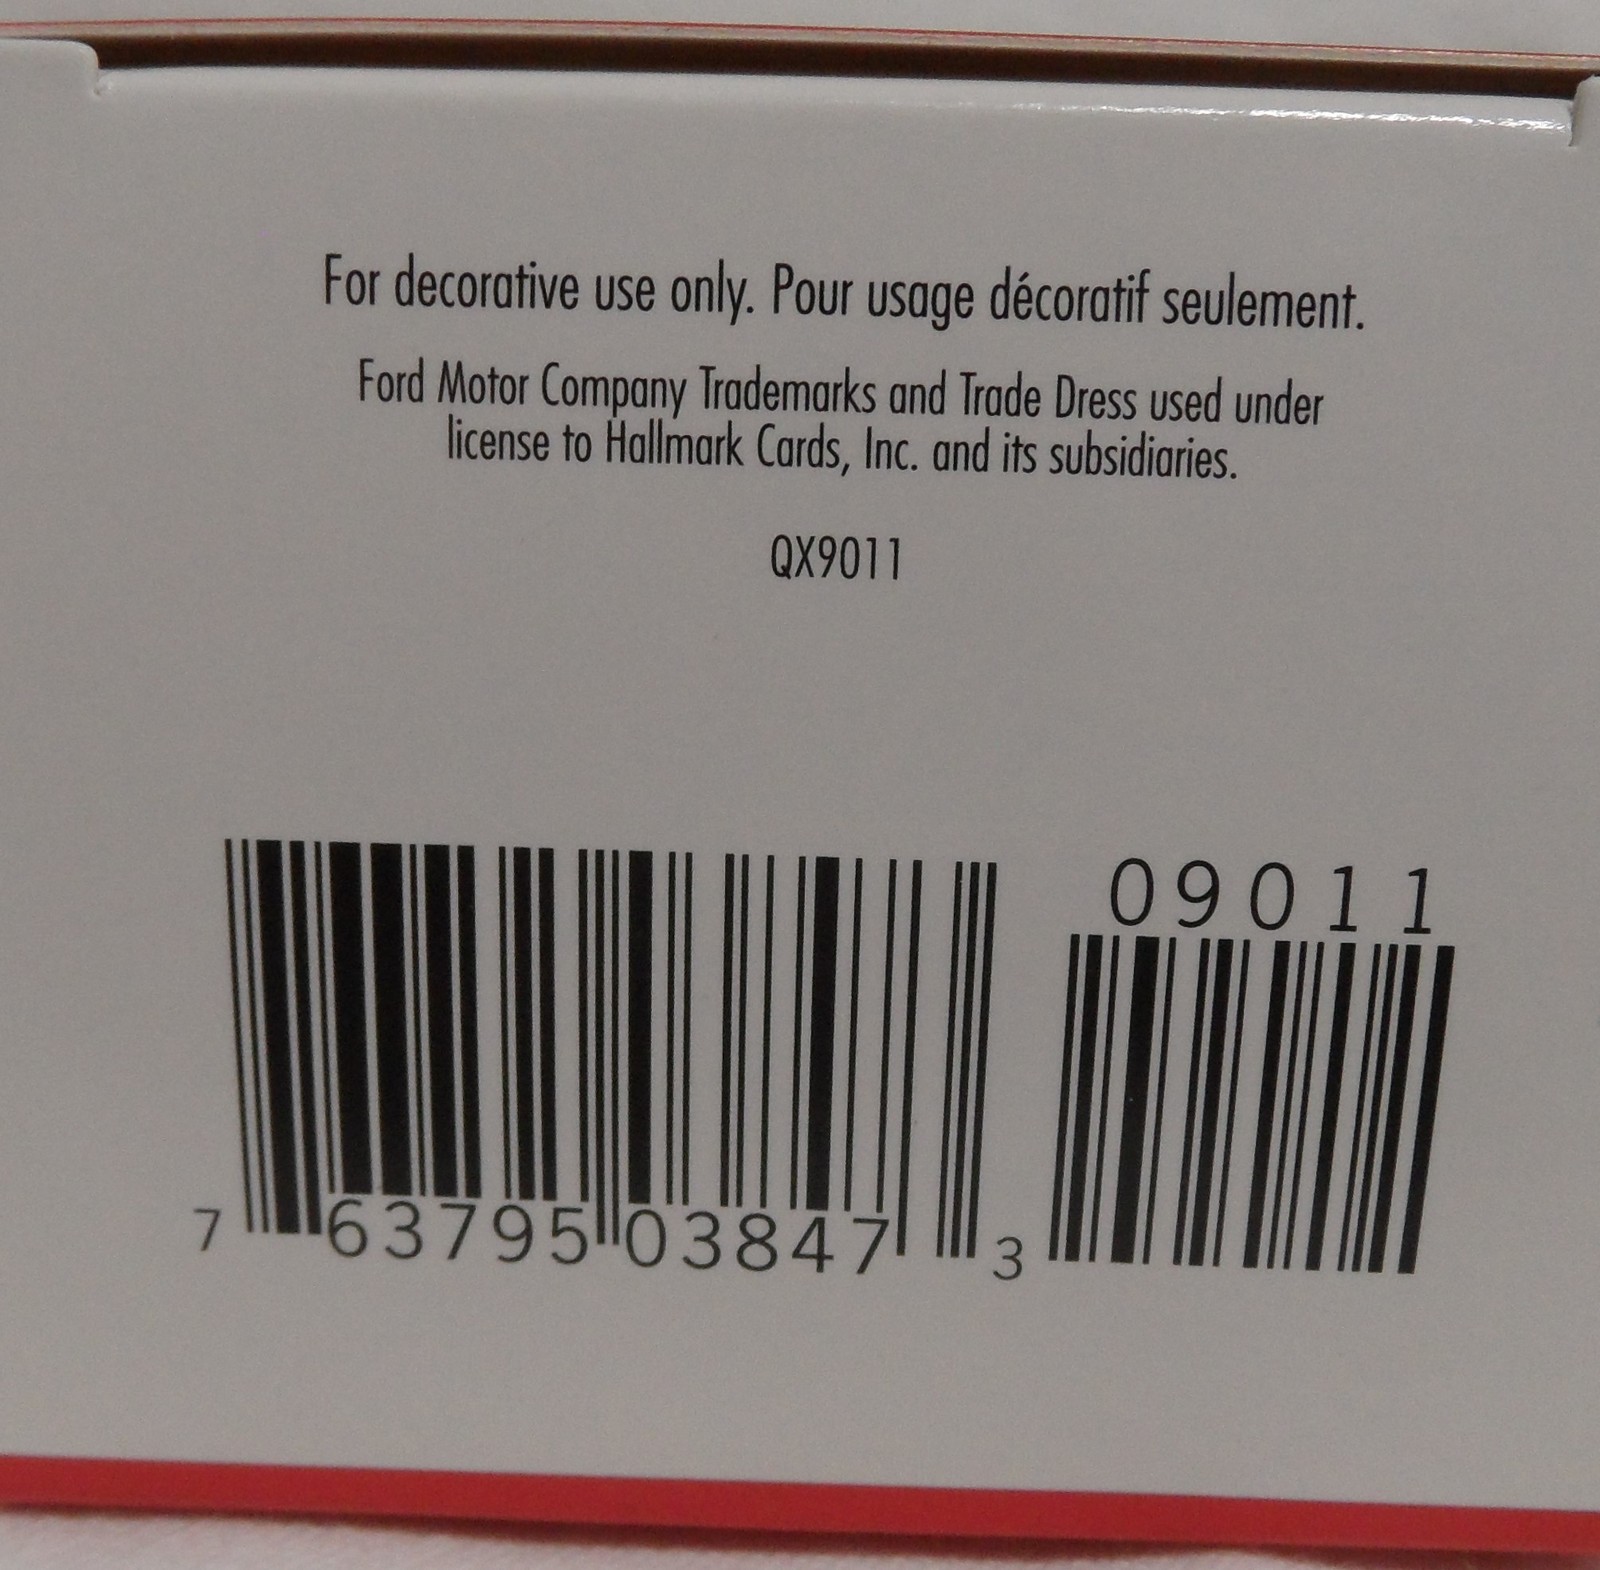 For decorative use only. Pour usage décoratif seulement.
Ford Motor Company Trademarks and Trade Dress used under
license to Hallmark Cards, Inc. and its subsidiaries.
QX9011
09011
7 63795 03847 3